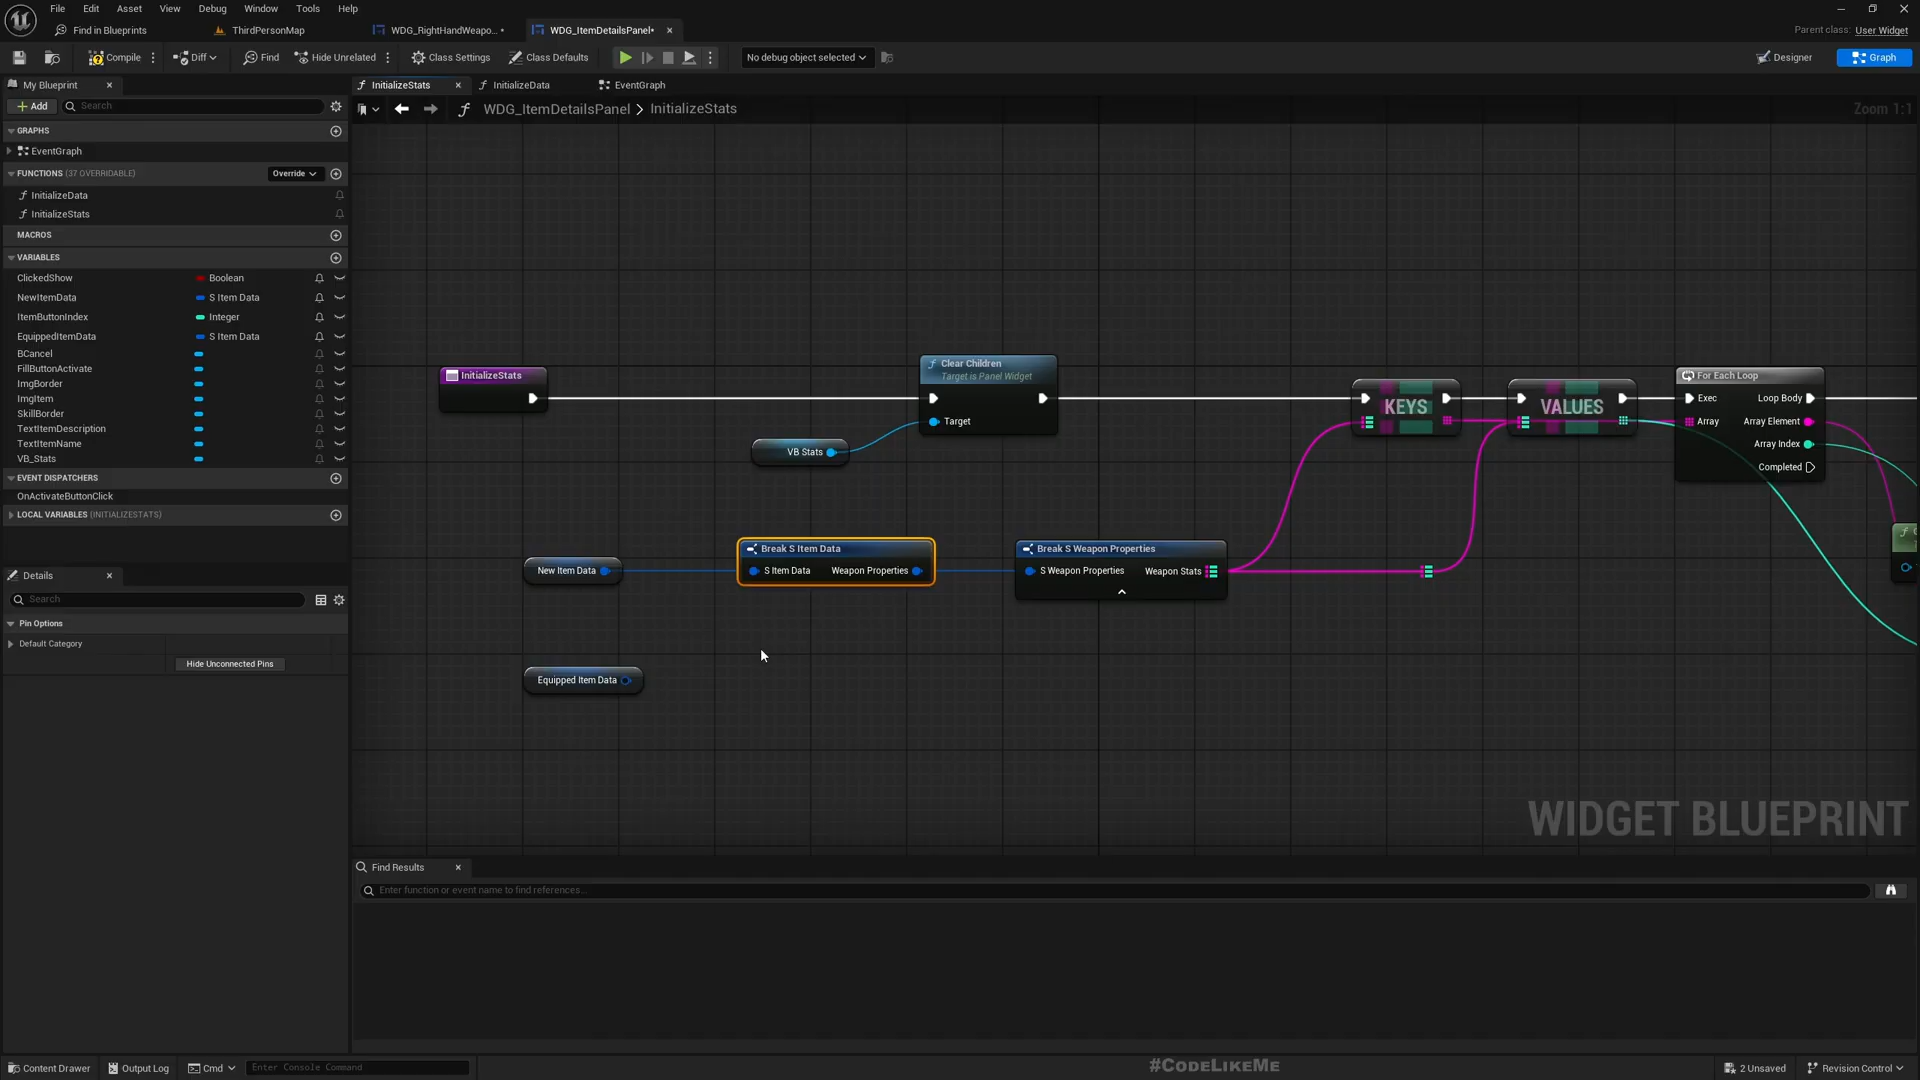 File Edit Asset View Debug Window Tools Help
Find in Blueprints
ThirdPersonMap
WDG_RightHandWeapo... •
WDG_ItemDetailsPanel•
Parent class: User Widget
Compile
Diff
Find
Hide Unrelated
Class Settings
Class Defaults
No debug object selected
Designer
Graph
My Blueprint
InitializeStats
InitializeData
EventGraph
Add
Search
WDG_ItemDetailsPanel > InitializeStats
Zoom 1:1
GRAPHS
EventGraph
FUNCTIONS (37 OVERRIDABLE)
Override
InitializeData
InitializeStats
MACROS
VARIABLES
ClickedShow Boolean
NewItemData S Item Data
ItemButtonIndex Integer
EquippedItemData S Item Data
BCancel
FillButtonActivate
ImgBorder
ImgItem
SkillBorder
TextItemDescription
TextItemName
VB_Stats
EVENT DISPATCHERS
OnActivateButtonClick
LOCAL VARIABLES (INITIALIZESTATS)
Details
Search
Pin Options
Default Category
Hide Unconnected Pins
InitializeStats
Clear Children
Target is Panel Widget
Target
VB Stats
KEYS
VALUES
For Each Loop
Exec Loop Body
Array Array Element
Array Index
Completed
New Item Data
Break S Item Data
S Item Data Weapon Properties
Break S Weapon Properties
S Weapon Properties Weapon Stats
Equipped Item Data
WIDGET BLUEPRINT
Find Results
Enter function or event name to find references...
Content Drawer
Output Log
Cmd
Enter Console Command
#CodeLikeMe
2 Unsaved
Revision Control